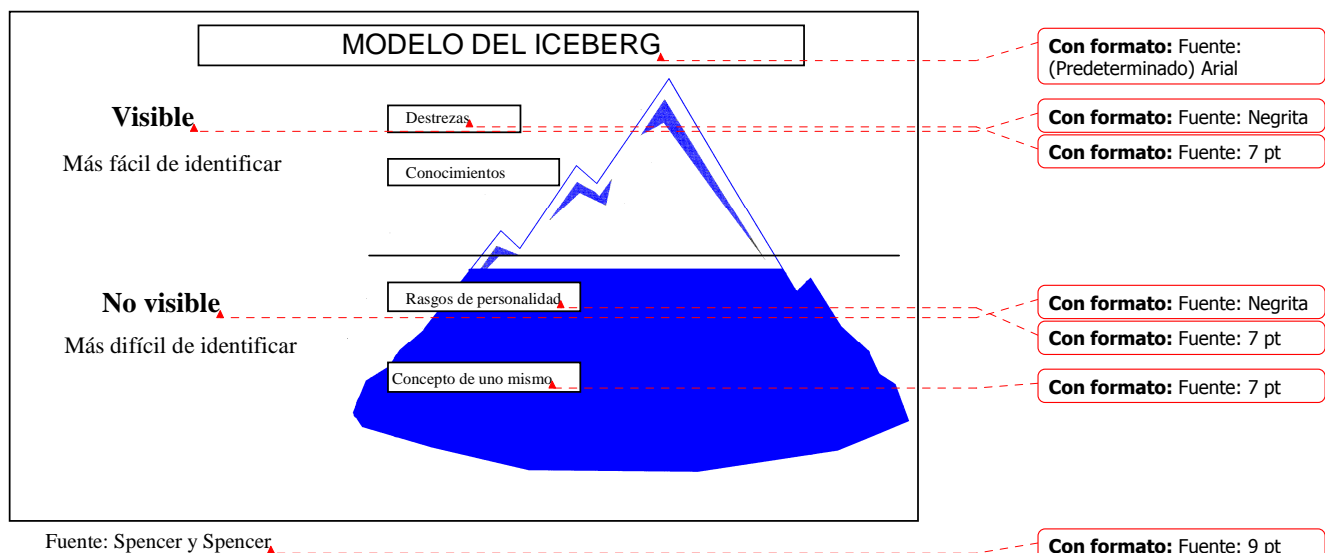 MODELO DEL ICEBERG
Con formato: Fuente:
(Predeterminado) Arial
Visible
Destrezas
Con formato: Fuente: Negrita
Con formato: Fuente: 7 pt
Más fácil de identificar
Conocimientos
No visible
Rasgos de personalidad
Con formato: Fuente: Negrita
Con formato: Fuente: 7 pt
Más difícil de identificar
Concepto de uno mismo
Con formato: Fuente: 7 pt
Fuente: Spencer y Spencer
Con formato: Fuente: 9 pt